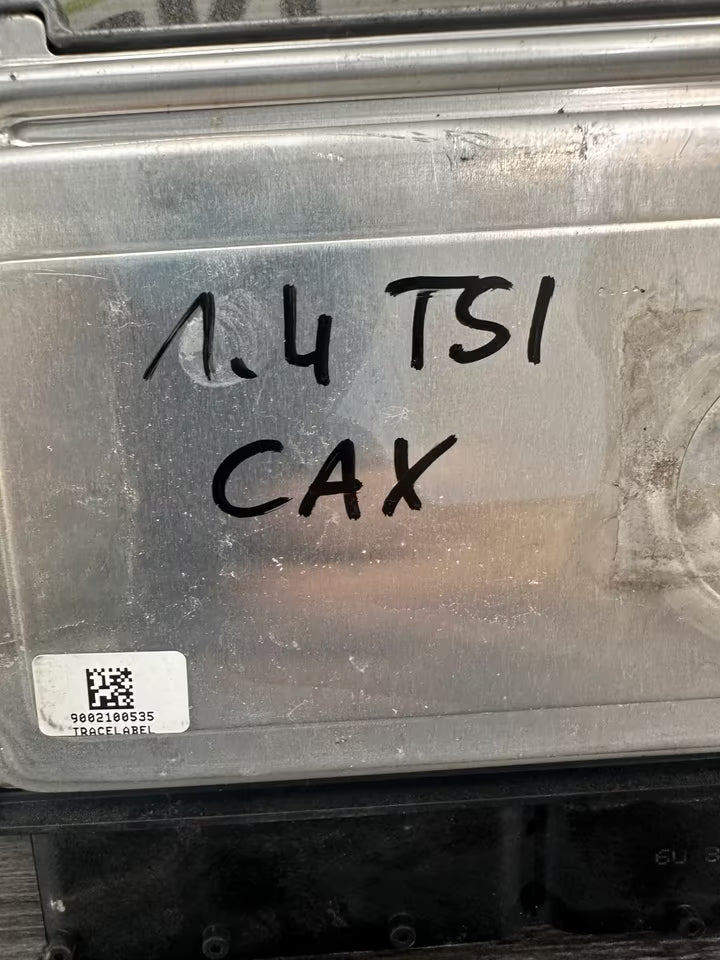 1.4 TSI
CAX
9002100535
TRACELABEL